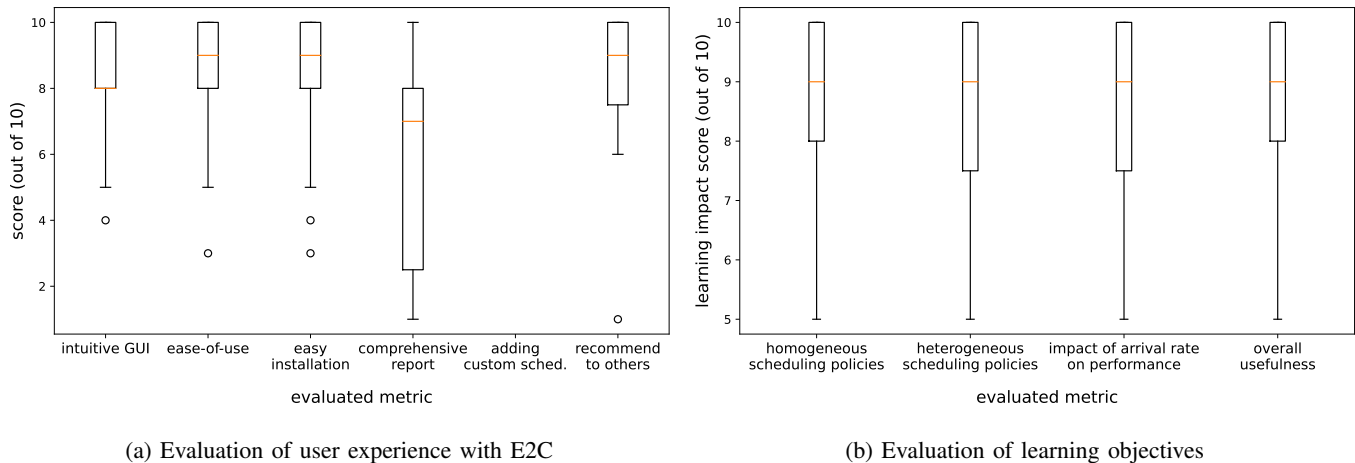 10
8
6
4
2
score (out of 10)
intuitive GUI
ease-of-use
easy
installation
comprehensive
report
adding
custom sched.
recommend
to others
evaluated metric
(a) Evaluation of user experience with E2C
10
9
8
7
6
5
learning impact score (out of 10)
homogeneous
scheduling policies
heterogeneous
scheduling policies
impact of arrival rate
on performance
overall
usefulness
evaluated metric
(b) Evaluation of learning objectives